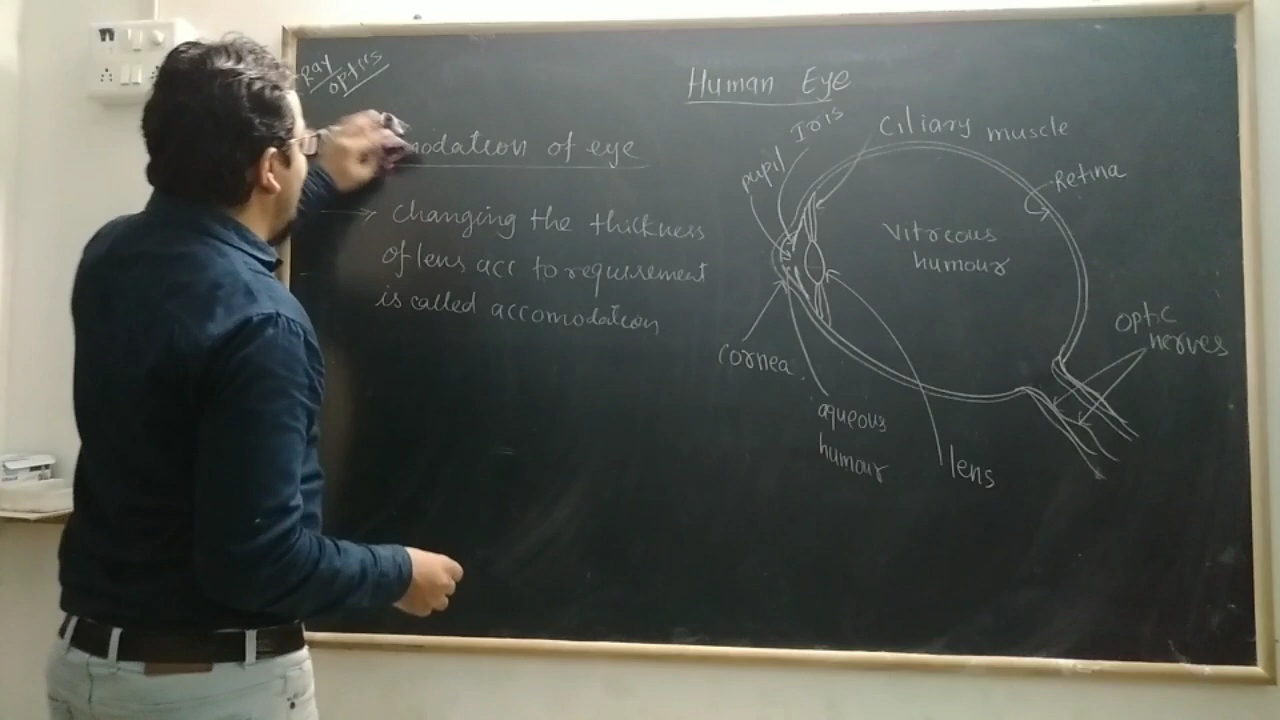 Ray
optics
modation of eye
→ Changing the thickness
of lens acc to requirement
is called accomodation
Human Eye
Iris
pupil
Ciliary muscle
Retina
Vitreous
humour
optic
nerves
cornea
aqueous
humour
lens